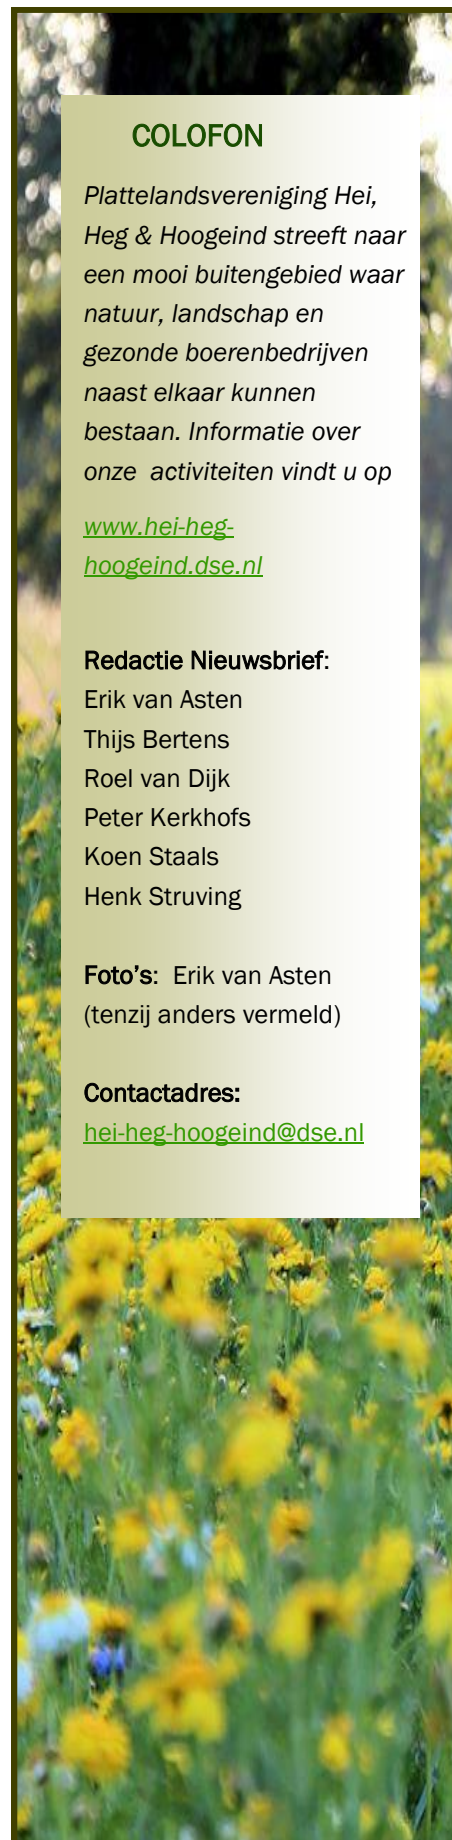 COLOFON
Plattelandsvereniging Hei,
Heg & Hoogeind streeft naar
een mooi buitengebied waar
natuur, landschap en
gezonde boerenbedrijven
naast elkaar kunnen
bestaan. Informatie over
onze  activiteiten vindt u op
www.hei-heg-
hoogeind.dse.nl
Redactie Nieuwsbrief:
Erik van Asten
Thijs Bertens
Roel van Dijk
Peter Kerkhofs
Koen Staals
Henk Struving
Foto’s:  Erik van Asten
(tenzij anders vermeld)
Contactadres:
hei-heg-hoogeind@dse.nl